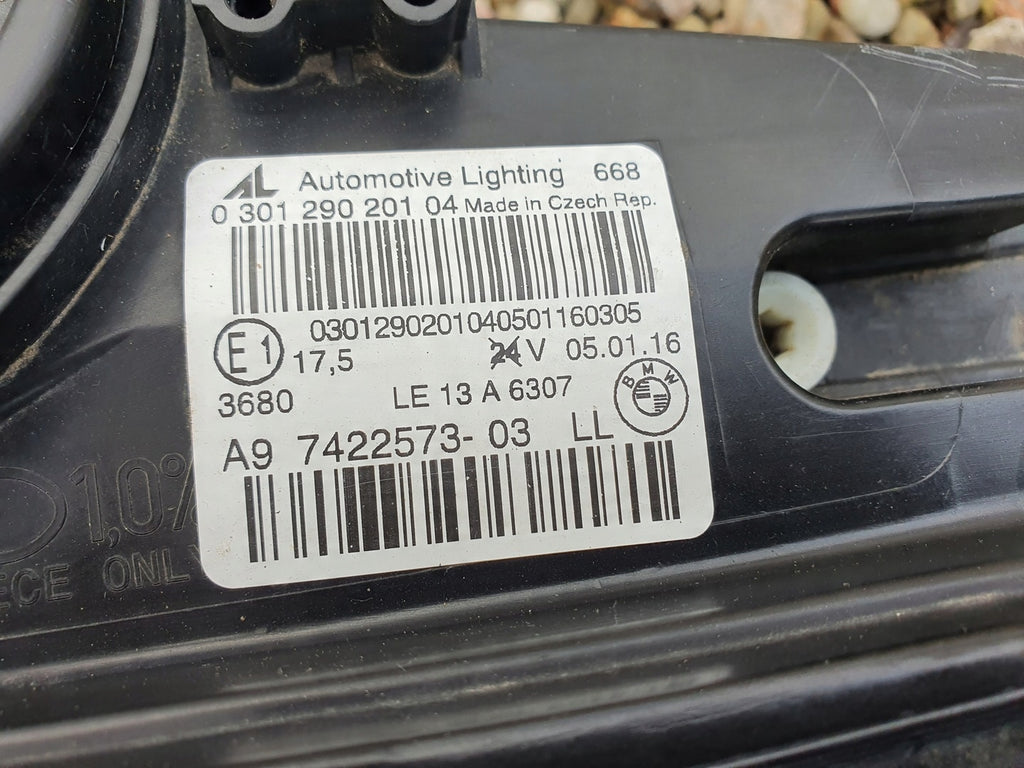 AL Automotive Lighting 668
0 301 290 201 04 Made in Czech Rep.
0301290201040501160305
E1 17,5 24V 05.01.16
3680 LE 13 A 6307 BMW
A9 7422573-03 LL
1,0%
ECE ONLY